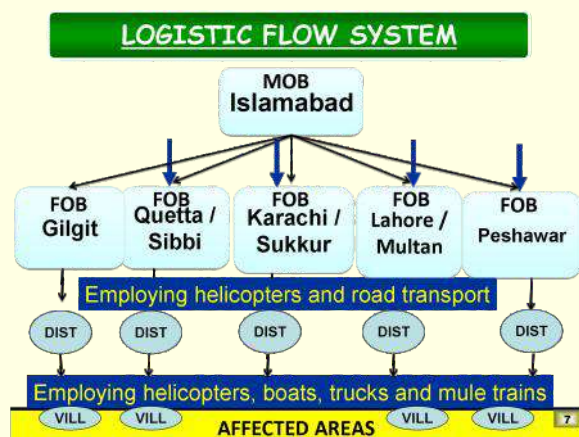 LOGISTIC FLOW SYSTEM
MOB
Islamabad
FOB
Gilgit
FOB
Quetta /
Sibbi
FOB
Karachi /
Sukkur
FOB
Lahore /
Multan
FOB
Peshawar
Employing helicopters and road transport
DIST
DIST
DIST
DIST
DIST
Employing helicopters, boats, trucks and mule trains
VILL
VILL
VILL
VILL
AFFECTED AREAS
7